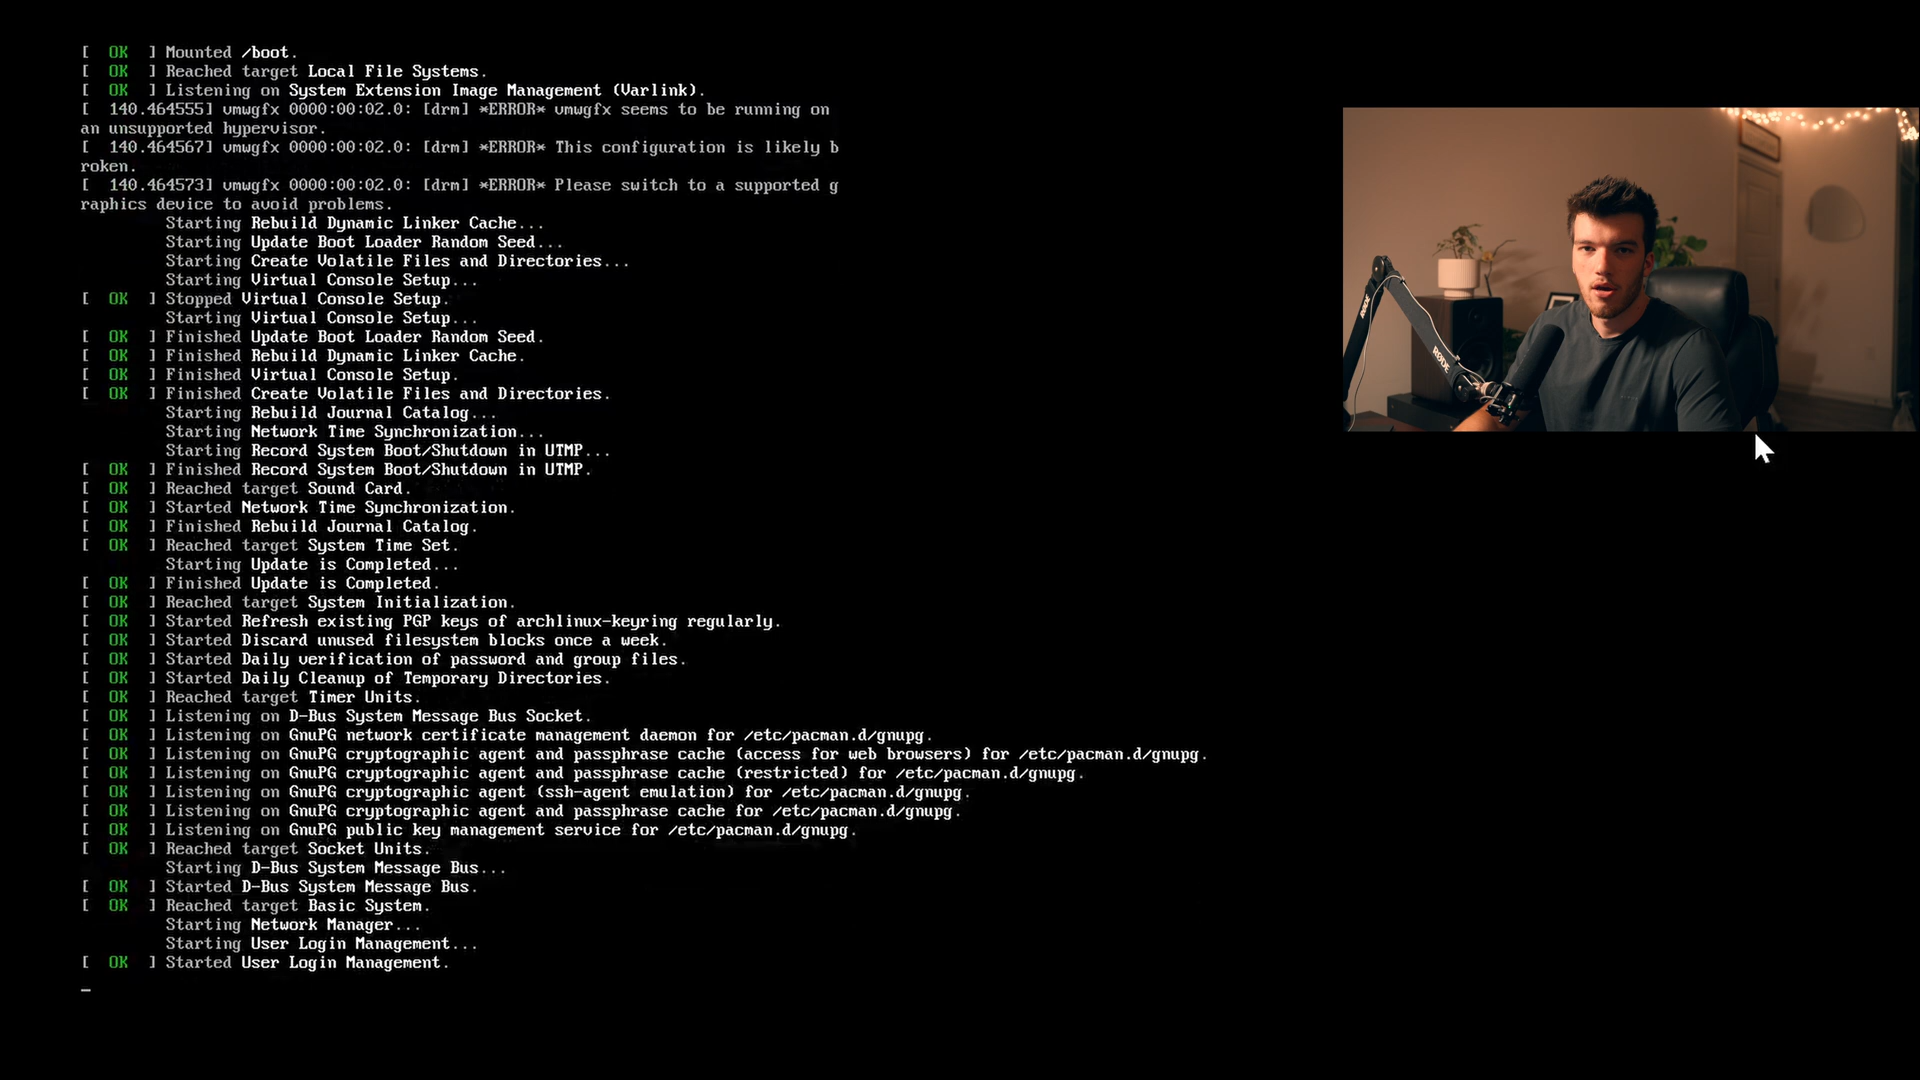 [  OK  ] Mounted /boot.
[  OK  ] Reached target Local File Systems.
[  OK  ] Listening on System Extension Image Management (Varlink).
[  140.464555] vmwgfx 0000:00:02.0: [drm] *ERROR* vmwgfx seems to be running on
an unsupported hypervisor.
[  140.464567] vmwgfx 0000:00:02.0: [drm] *ERROR* This configuration is likely b
roken.
[  140.464573] vmwgfx 0000:00:02.0: [drm] *ERROR* Please switch to a supported g
raphics device to avoid problems.
         Starting Rebuild Dynamic Linker Cache...
         Starting Update Boot Loader Random Seed...
         Starting Create Volatile Files and Directories...
         Starting Virtual Console Setup...
[  OK  ] Stopped Virtual Console Setup.
         Starting Virtual Console Setup...
[  OK  ] Finished Update Boot Loader Random Seed.
[  OK  ] Finished Rebuild Dynamic Linker Cache.
[  OK  ] Finished Virtual Console Setup.
[  OK  ] Finished Create Volatile Files and Directories.
         Starting Rebuild Journal Catalog...
         Starting Network Time Synchronization...
         Starting Record System Boot/Shutdown in UTMP...
[  OK  ] Finished Record System Boot/Shutdown in UTMP.
[  OK  ] Reached target Sound Card.
[  OK  ] Started Network Time Synchronization.
[  OK  ] Finished Rebuild Journal Catalog.
[  OK  ] Reached target System Time Set.
         Starting Update is Completed...
[  OK  ] Finished Update is Completed.
[  OK  ] Reached target System Initialization.
[  OK  ] Started Refresh existing PGP keys of archlinux-keyring regularly.
[  OK  ] Started Discard unused filesystem blocks once a week.
[  OK  ] Started Daily verification of password and group files.
[  OK  ] Started Daily Cleanup of Temporary Directories.
[  OK  ] Reached target Timer Units.
[  OK  ] Listening on D-Bus System Message Bus Socket.
[  OK  ] Listening on GnuPG network certificate management daemon for /etc/pacman.d/gnupg.
[  OK  ] Listening on GnuPG cryptographic agent and passphrase cache (access for web browsers) for /etc/pacman.d/gnupg.
[  OK  ] Listening on GnuPG cryptographic agent and passphrase cache (restricted) for /etc/pacman.d/gnupg.
[  OK  ] Listening on GnuPG cryptographic agent (ssh-agent emulation) for /etc/pacman.d/gnupg.
[  OK  ] Listening on GnuPG cryptographic agent and passphrase cache for /etc/pacman.d/gnupg.
[  OK  ] Listening on GnuPG public key management service for /etc/pacman.d/gnupg.
[  OK  ] Reached target Socket Units.
         Starting D-Bus System Message Bus...
[  OK  ] Started D-Bus System Message Bus.
[  OK  ] Reached target Basic System.
         Starting Network Manager...
         Starting User Login Management...
[  OK  ] Started User Login Management.
_
RØDE
RØDE